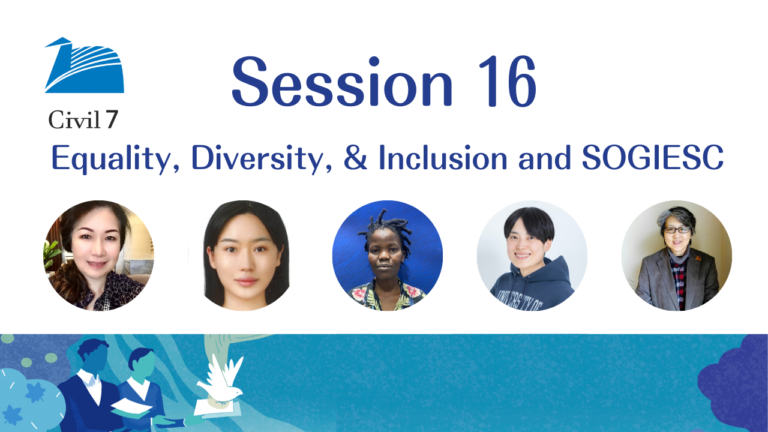 Civil 7
Session 16
Equality, Diversity, & Inclusion and SOGIESC